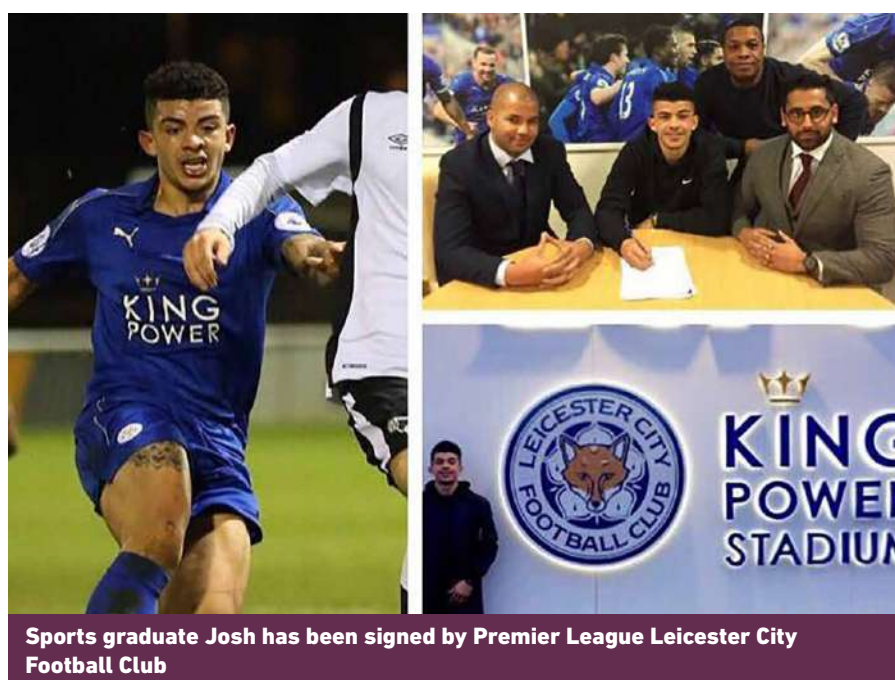 KING
POWER
13
LEICESTER CITY
FOOTBALL CLUB
KING
POWER
STADIUM
Sports graduate Josh has been signed by Premier League Leicester City
Football Club